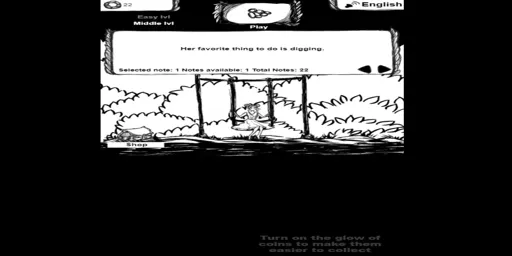 22
English
Easy lvl
Middle lvl
Play
Her favorite thing to do is digging.
Selected note: 1 Notes available: 1 Total Notes: 22
Shop
Turn on the glow of
coins to make them
easier to collect